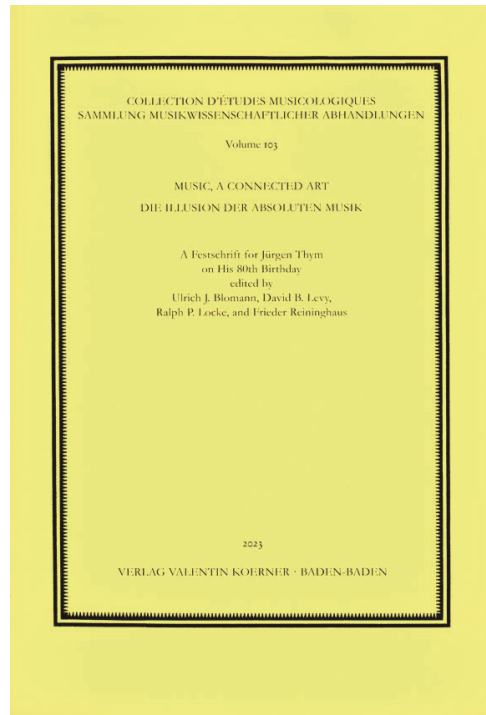 COLLECTION D'ÉTUDES MUSICOLOGIQUES
SAMMLUNG MUSIKWISSENSCHAFTLICHER ABHANDLUNGEN
Volume 103
MUSIC, A CONNECTED ART
DIE ILLUSION DER ABSOLUTEN MUSIK
A Festschrift for Jürgen Thym
on His 80th Birthday
edited by
Ulrich J. Blomann, David B. Levy,
Ralph P. Locke, and Frieder Reininghaus
2023
VERLAG VALENTIN KOERNER · BADEN-BADEN